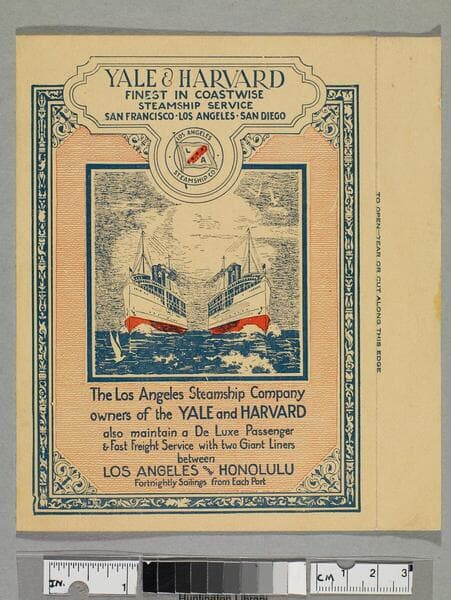 YALE & HARVARD
FINEST IN COASTWISE
STEAMSHIP SERVICE
SAN FRANCISCO · LOS ANGELES · SAN DIEGO
LOS ANGELES
L A
STEAMSHIP CO
The Los Angeles Steamship Company
owners of the YALE and HARVARD
also maintain a De Luxe Passenger
& Fast Freight Service with two Giant Liners
between
LOS ANGELES and HONOLULU
Fortnightly Sailings from Each Port
TO OPEN—TEAR OR CUT ALONG THIS EDGE
IN. 1
CM 1 2 3
Huntington Library